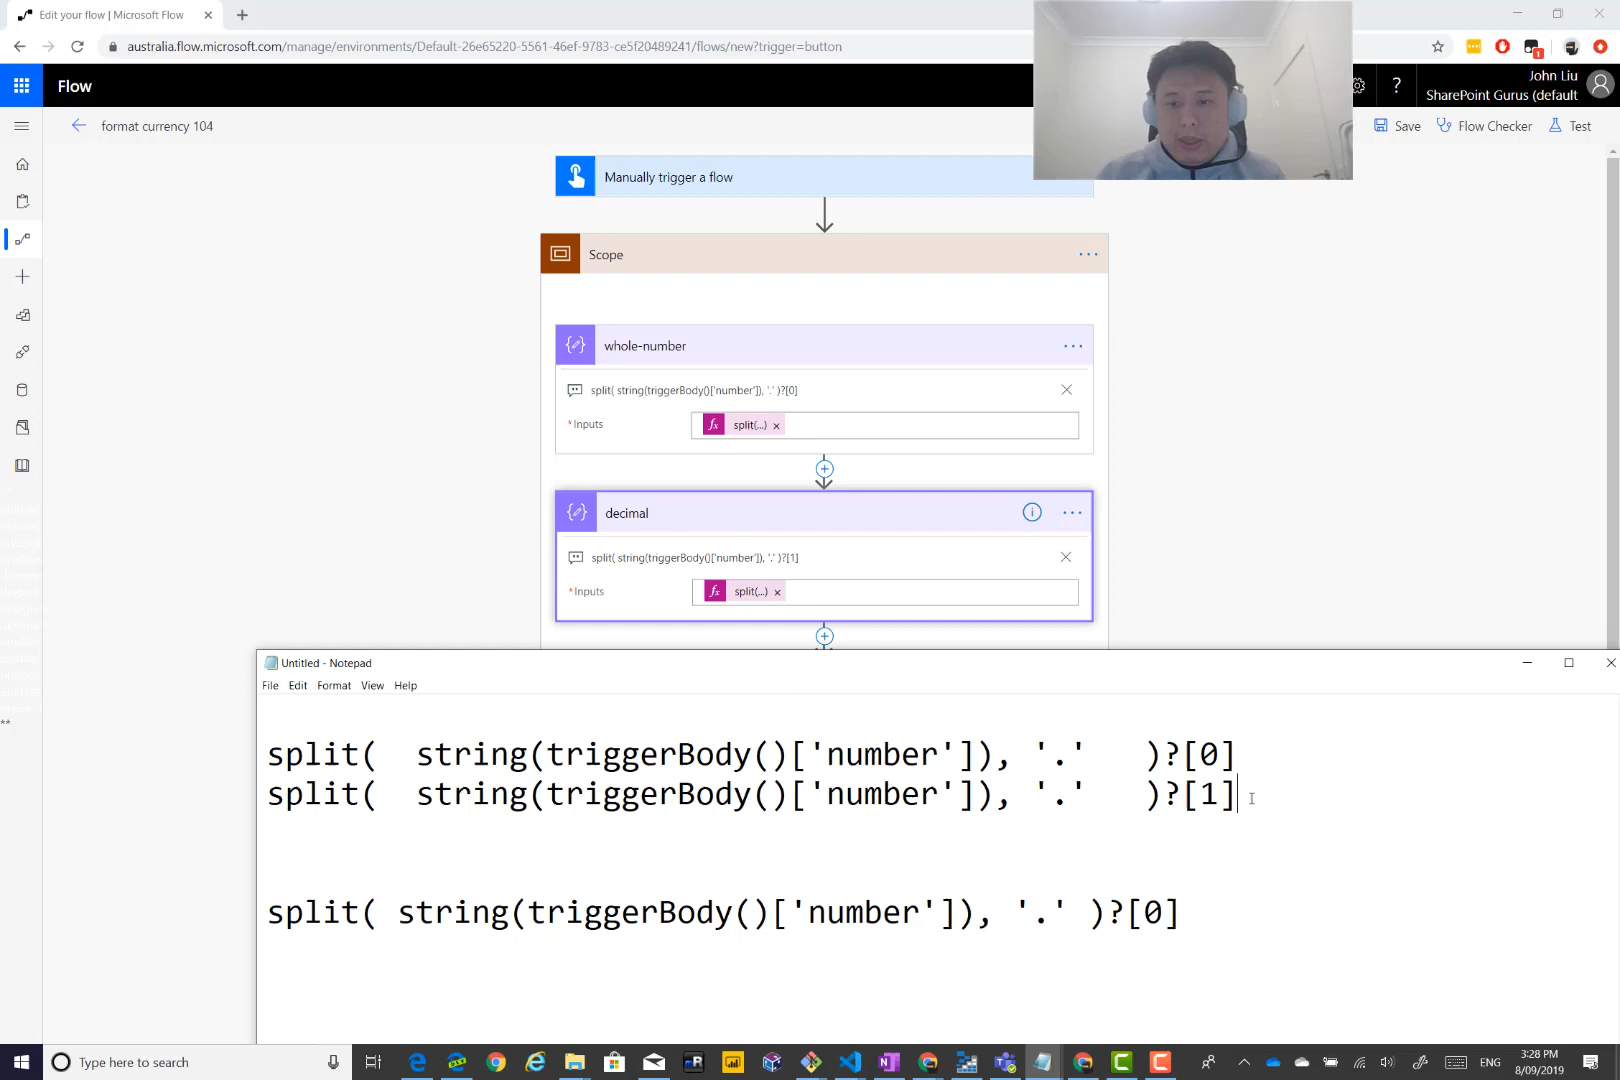 Edit your flow | Microsoft Flow
australia.flow.microsoft.com/manage/environments/Default-26e65220-5561-46ef-9783-ce5f20489241/flows/new?trigger=button
Flow
John Liu
SharePoint Gurus (default
format currency 104
Save
Flow Checker
Test
Manually trigger a flow
Scope
whole-number
split( string(triggerBody()['number']), '.' )?[0]
*Inputs
split(...)
decimal
split( string(triggerBody()['number']), '.' )?[1]
*Inputs
split(...)
Untitled - Notepad
File Edit Format View Help
split(  string(triggerBody()['number']), '.'   )?[0]
split(  string(triggerBody()['number']), '.'   )?[1]
split( string(triggerBody()['number']), '.' )?[0]
**
Type here to search
ENG
3:28 PM
8/09/2019